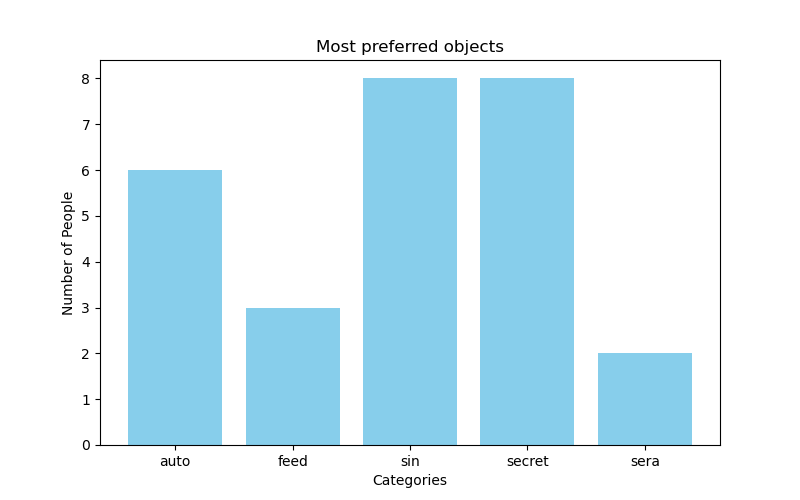 Most preferred objects
Number of People
8
7
6
5
4
3
2
1
0
auto feed sin secret sera
Categories